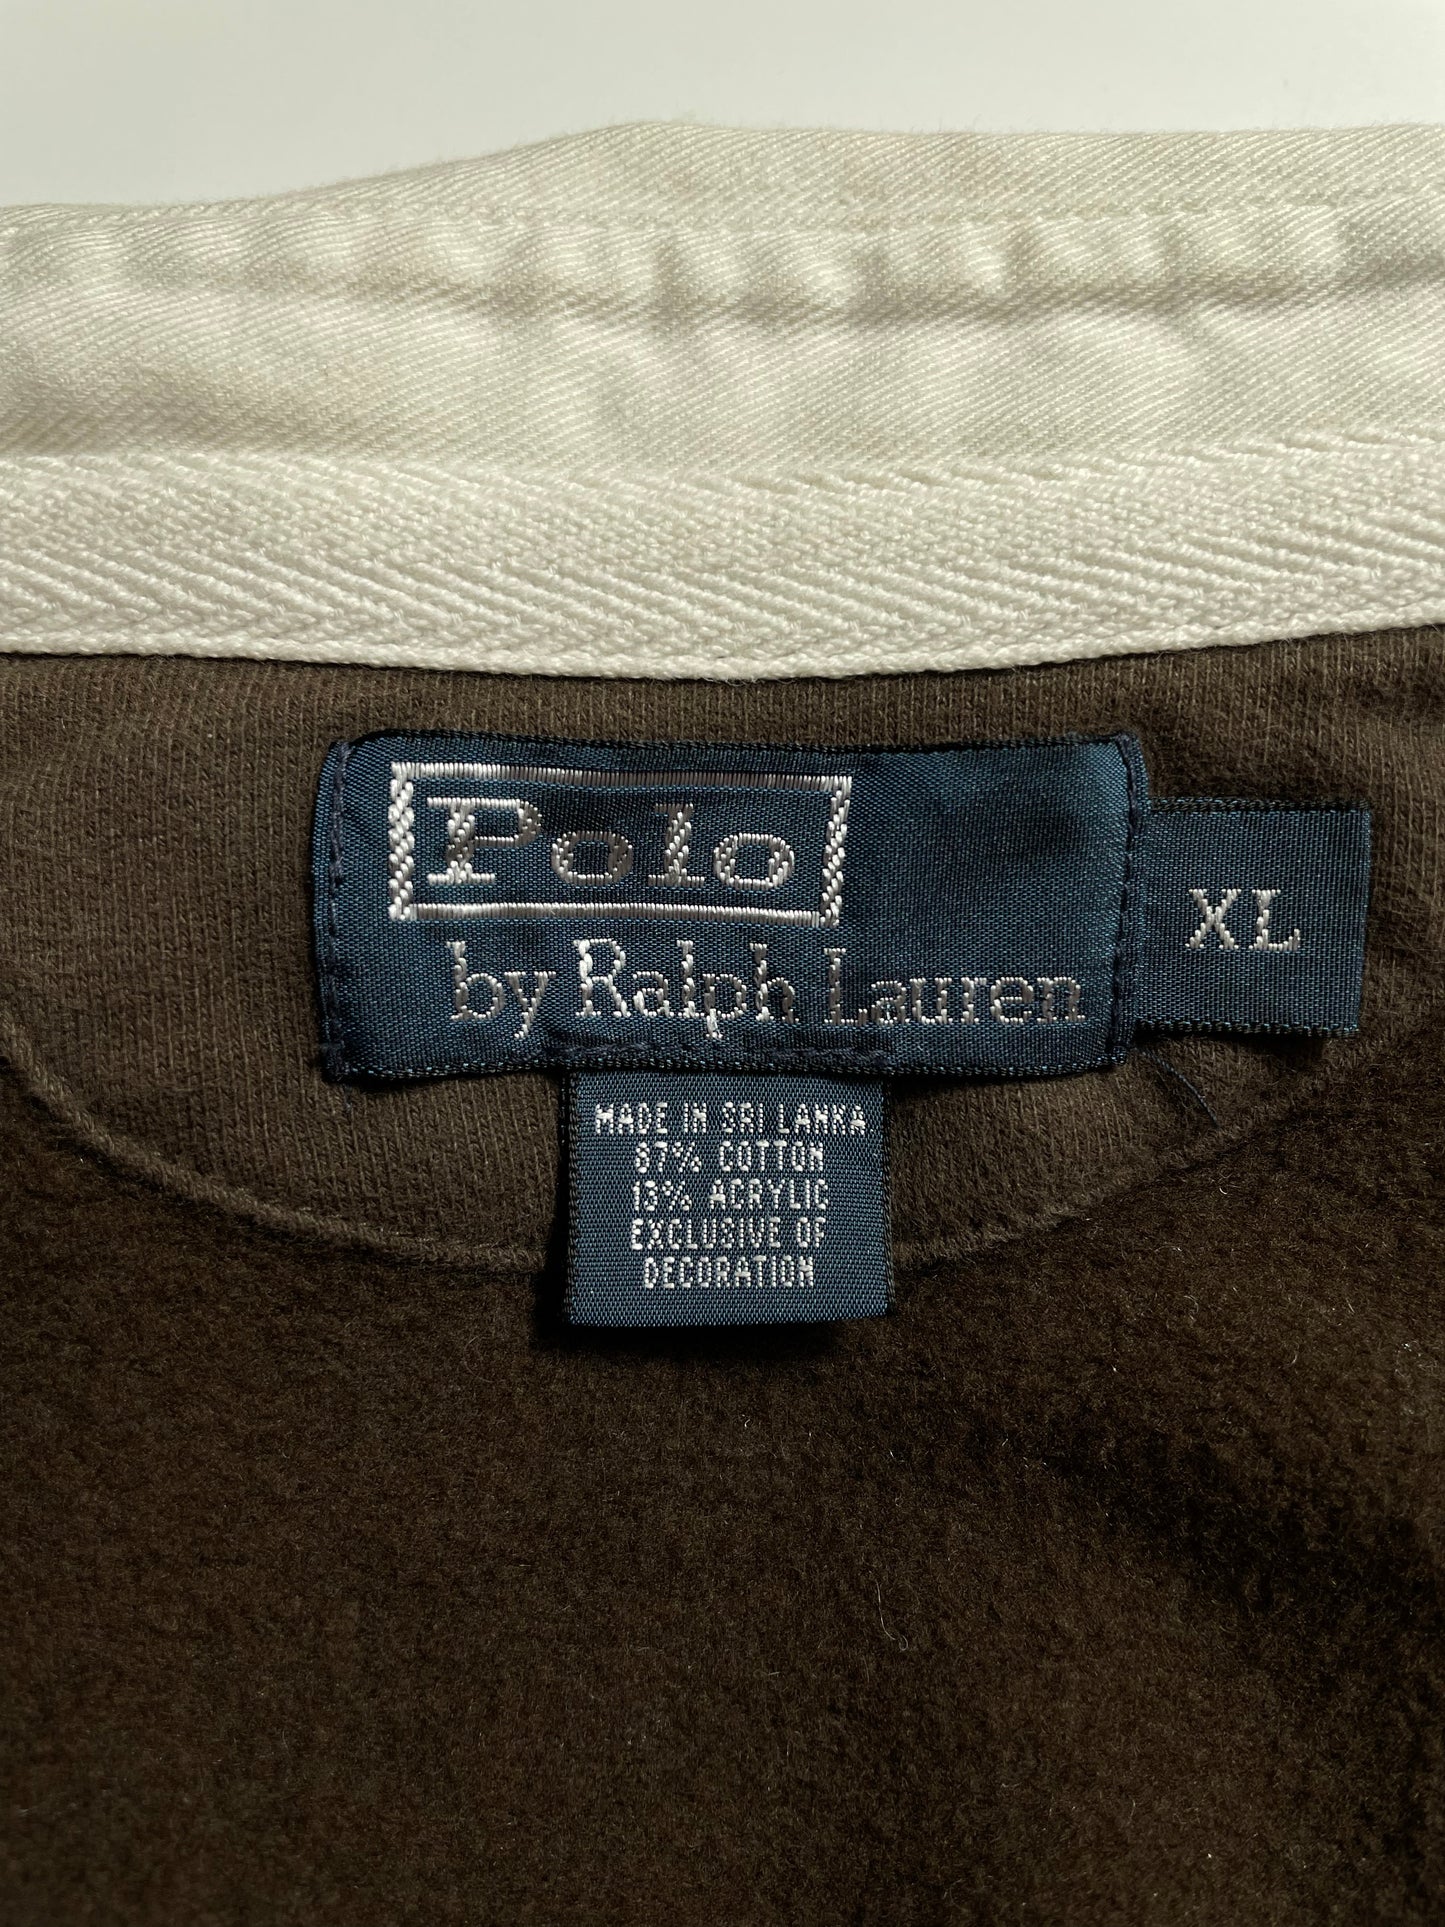 Polo
by Ralph Lauren
XL
MADE IN SRI LANKA
87% COTTON
13% ACRYLIC
EXCLUSIVE OF
DECORATION